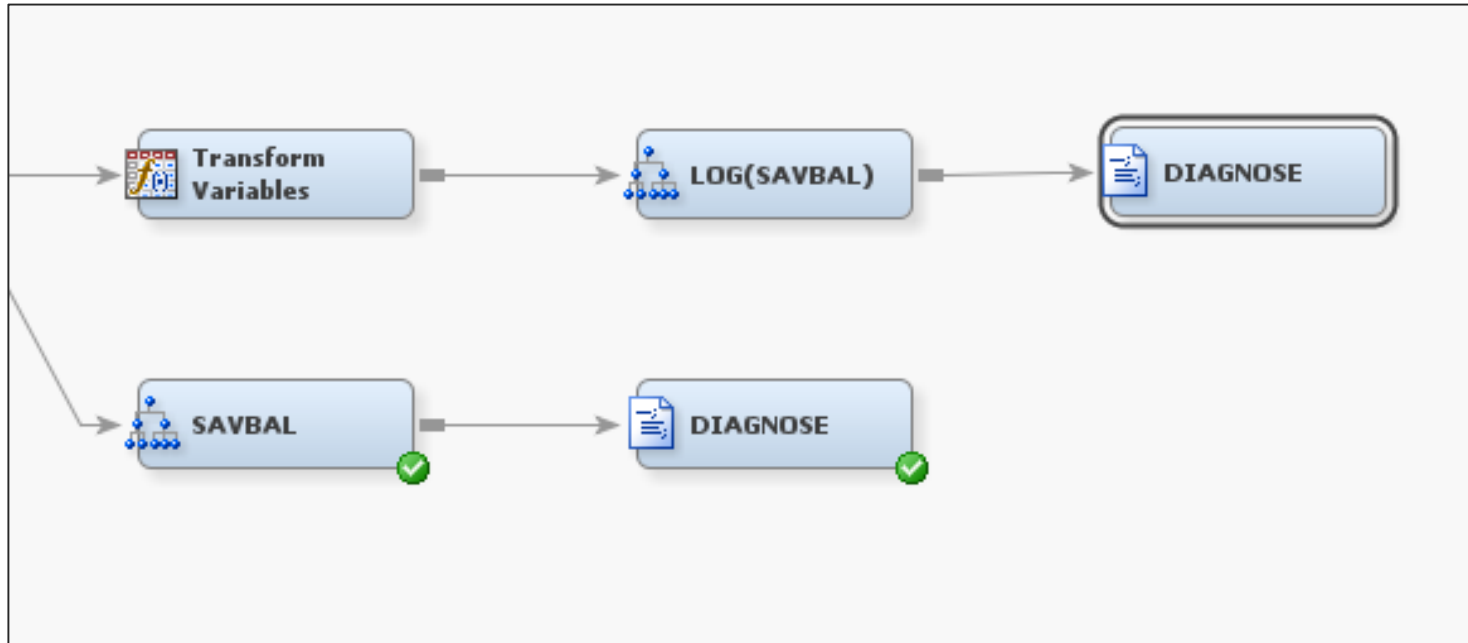 Transform
Variables
LOG(SAVBAL)
DIAGNOSE
SAVBAL
DIAGNOSE